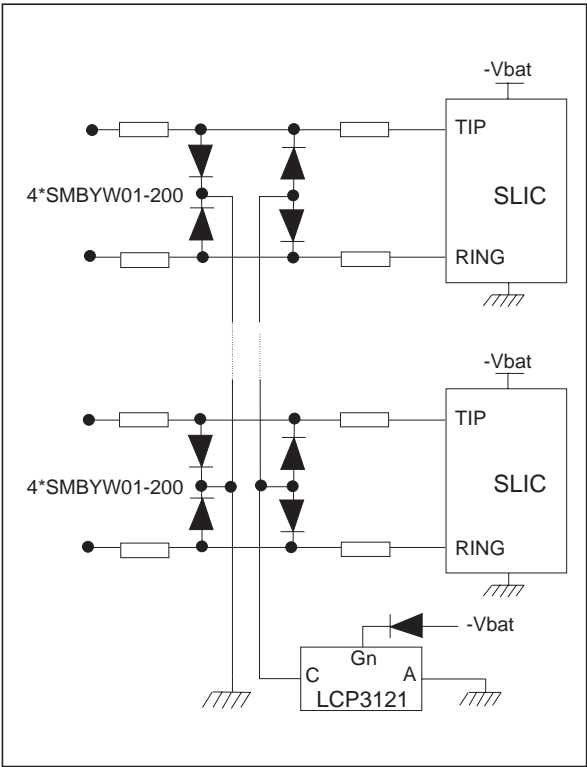 -Vbat
TIP
4*SMBYW01-200
SLIC
RING
-Vbat
TIP
4*SMBYW01-200
SLIC
RING
-Vbat
Gn
C A
LCP3121